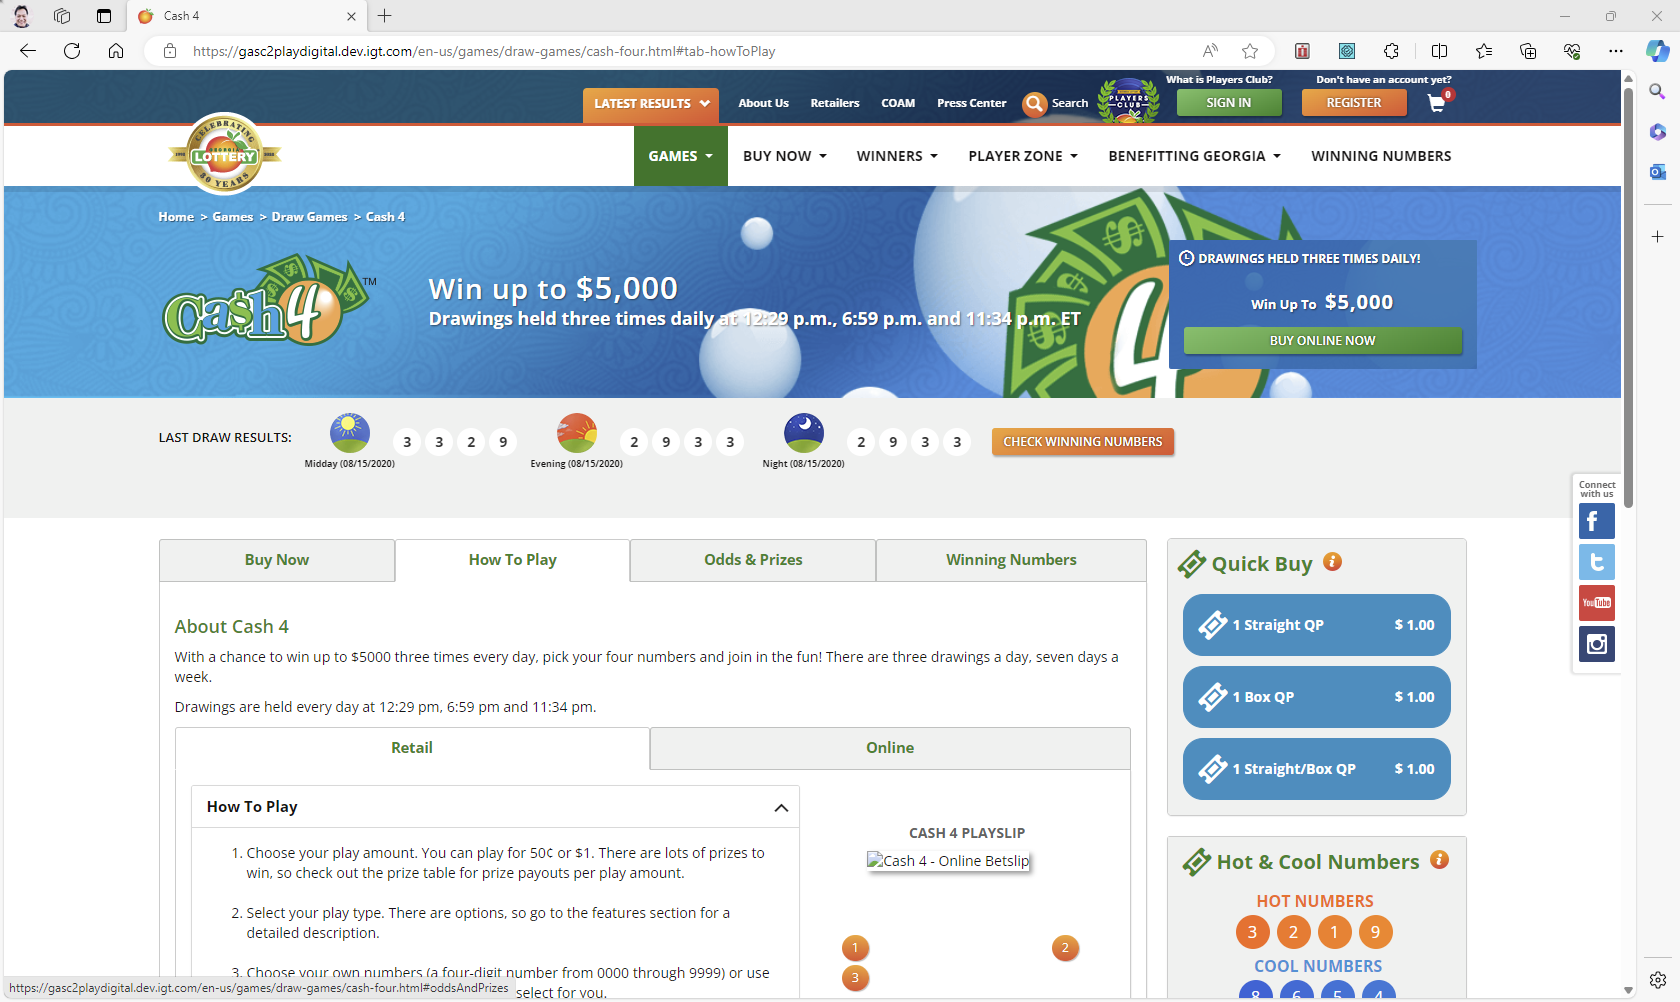 Cash 4
https://gasc2playdigital.dev.igt.com/en-us/games/draw-games/cash-four.html#tab-howToPlay
What is Players Club?
Don't have an account yet?
LATEST RESULTS
About Us
Retailers
COAM
Press Center
Search
PLAYERS CLUB
SIGN IN
REGISTER
0
CELEBRATING
GEORGIA
LOTTERY
30 YEARS
GAMES
BUY NOW
WINNERS
PLAYER ZONE
BENEFITTING GEORGIA
WINNING NUMBERS
Home > Games > Draw Games > Cash 4
Cash 4 TM
Win up to $5,000
Drawings held three times daily at 12:29 p.m., 6:59 p.m. and 11:34 p.m. ET
DRAWINGS HELD THREE TIMES DAILY!
Win Up To $5,000
BUY ONLINE NOW
LAST DRAW RESULTS:
Midday (08/15/2020)
3 3 2 9
Evening (08/15/2020)
2 9 3 3
Night (08/15/2020)
2 9 3 3
CHECK WINNING NUMBERS
Connect
with us
You Tube
Buy Now
How To Play
Odds & Prizes
Winning Numbers
About Cash 4
With a chance to win up to $5000 three times every day, pick your four numbers and join in the fun! There are three drawings a day, seven days a
week.
Drawings are held every day at 12:29 pm, 6:59 pm and 11:34 pm.
Retail
Online
How To Play
1. Choose your play amount. You can play for 50¢ or $1. There are lots of prizes to
win, so check out the prize table for prize payouts per play amount.
2. Select your play type. There are options, so go to the features section for a
detailed description.
3. Choose your own numbers (a four-digit number from 0000 through 9999) or use
select for you.
CASH 4 PLAYSLIP
Cash 4 - Online Betslip
1
2
3
Quick Buy
1 Straight QP $ 1.00
1 Box QP $ 1.00
1 Straight/Box QP $ 1.00
Hot & Cool Numbers
HOT NUMBERS
3 2 1 9
COOL NUMBERS
8 6 5 4
https://gasc2playdigital.dev.igt.com/en-us/games/draw-games/cash-four.html#oddsAndPrizes